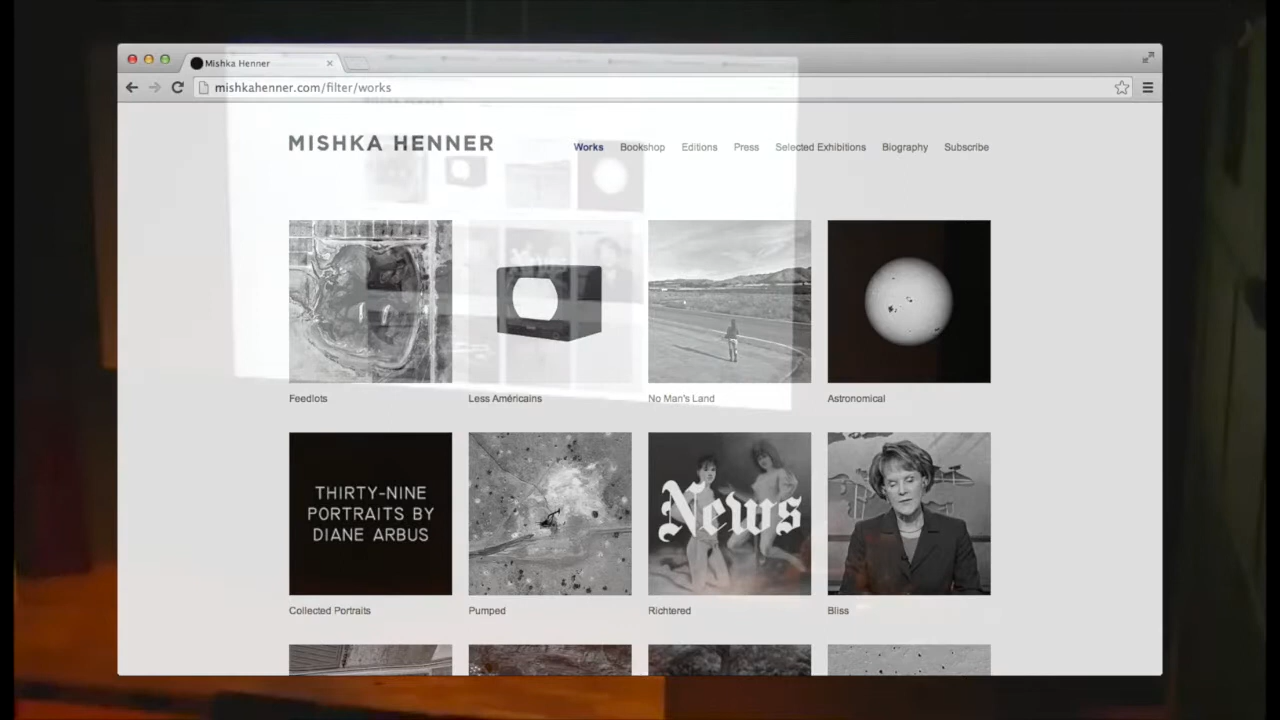 Mishka Henner
mishkahenner.com/filter/works
MISHKA HENNER
Works Bookshop Editions Press Selected Exhibitions Biography Subscribe
Feedlots Less Américains No Man's Land Astronomical
THIRTY-NINE
PORTRAITS BY
DIANE ARBUS
News
Collected Portraits Pumped Richtered Bliss